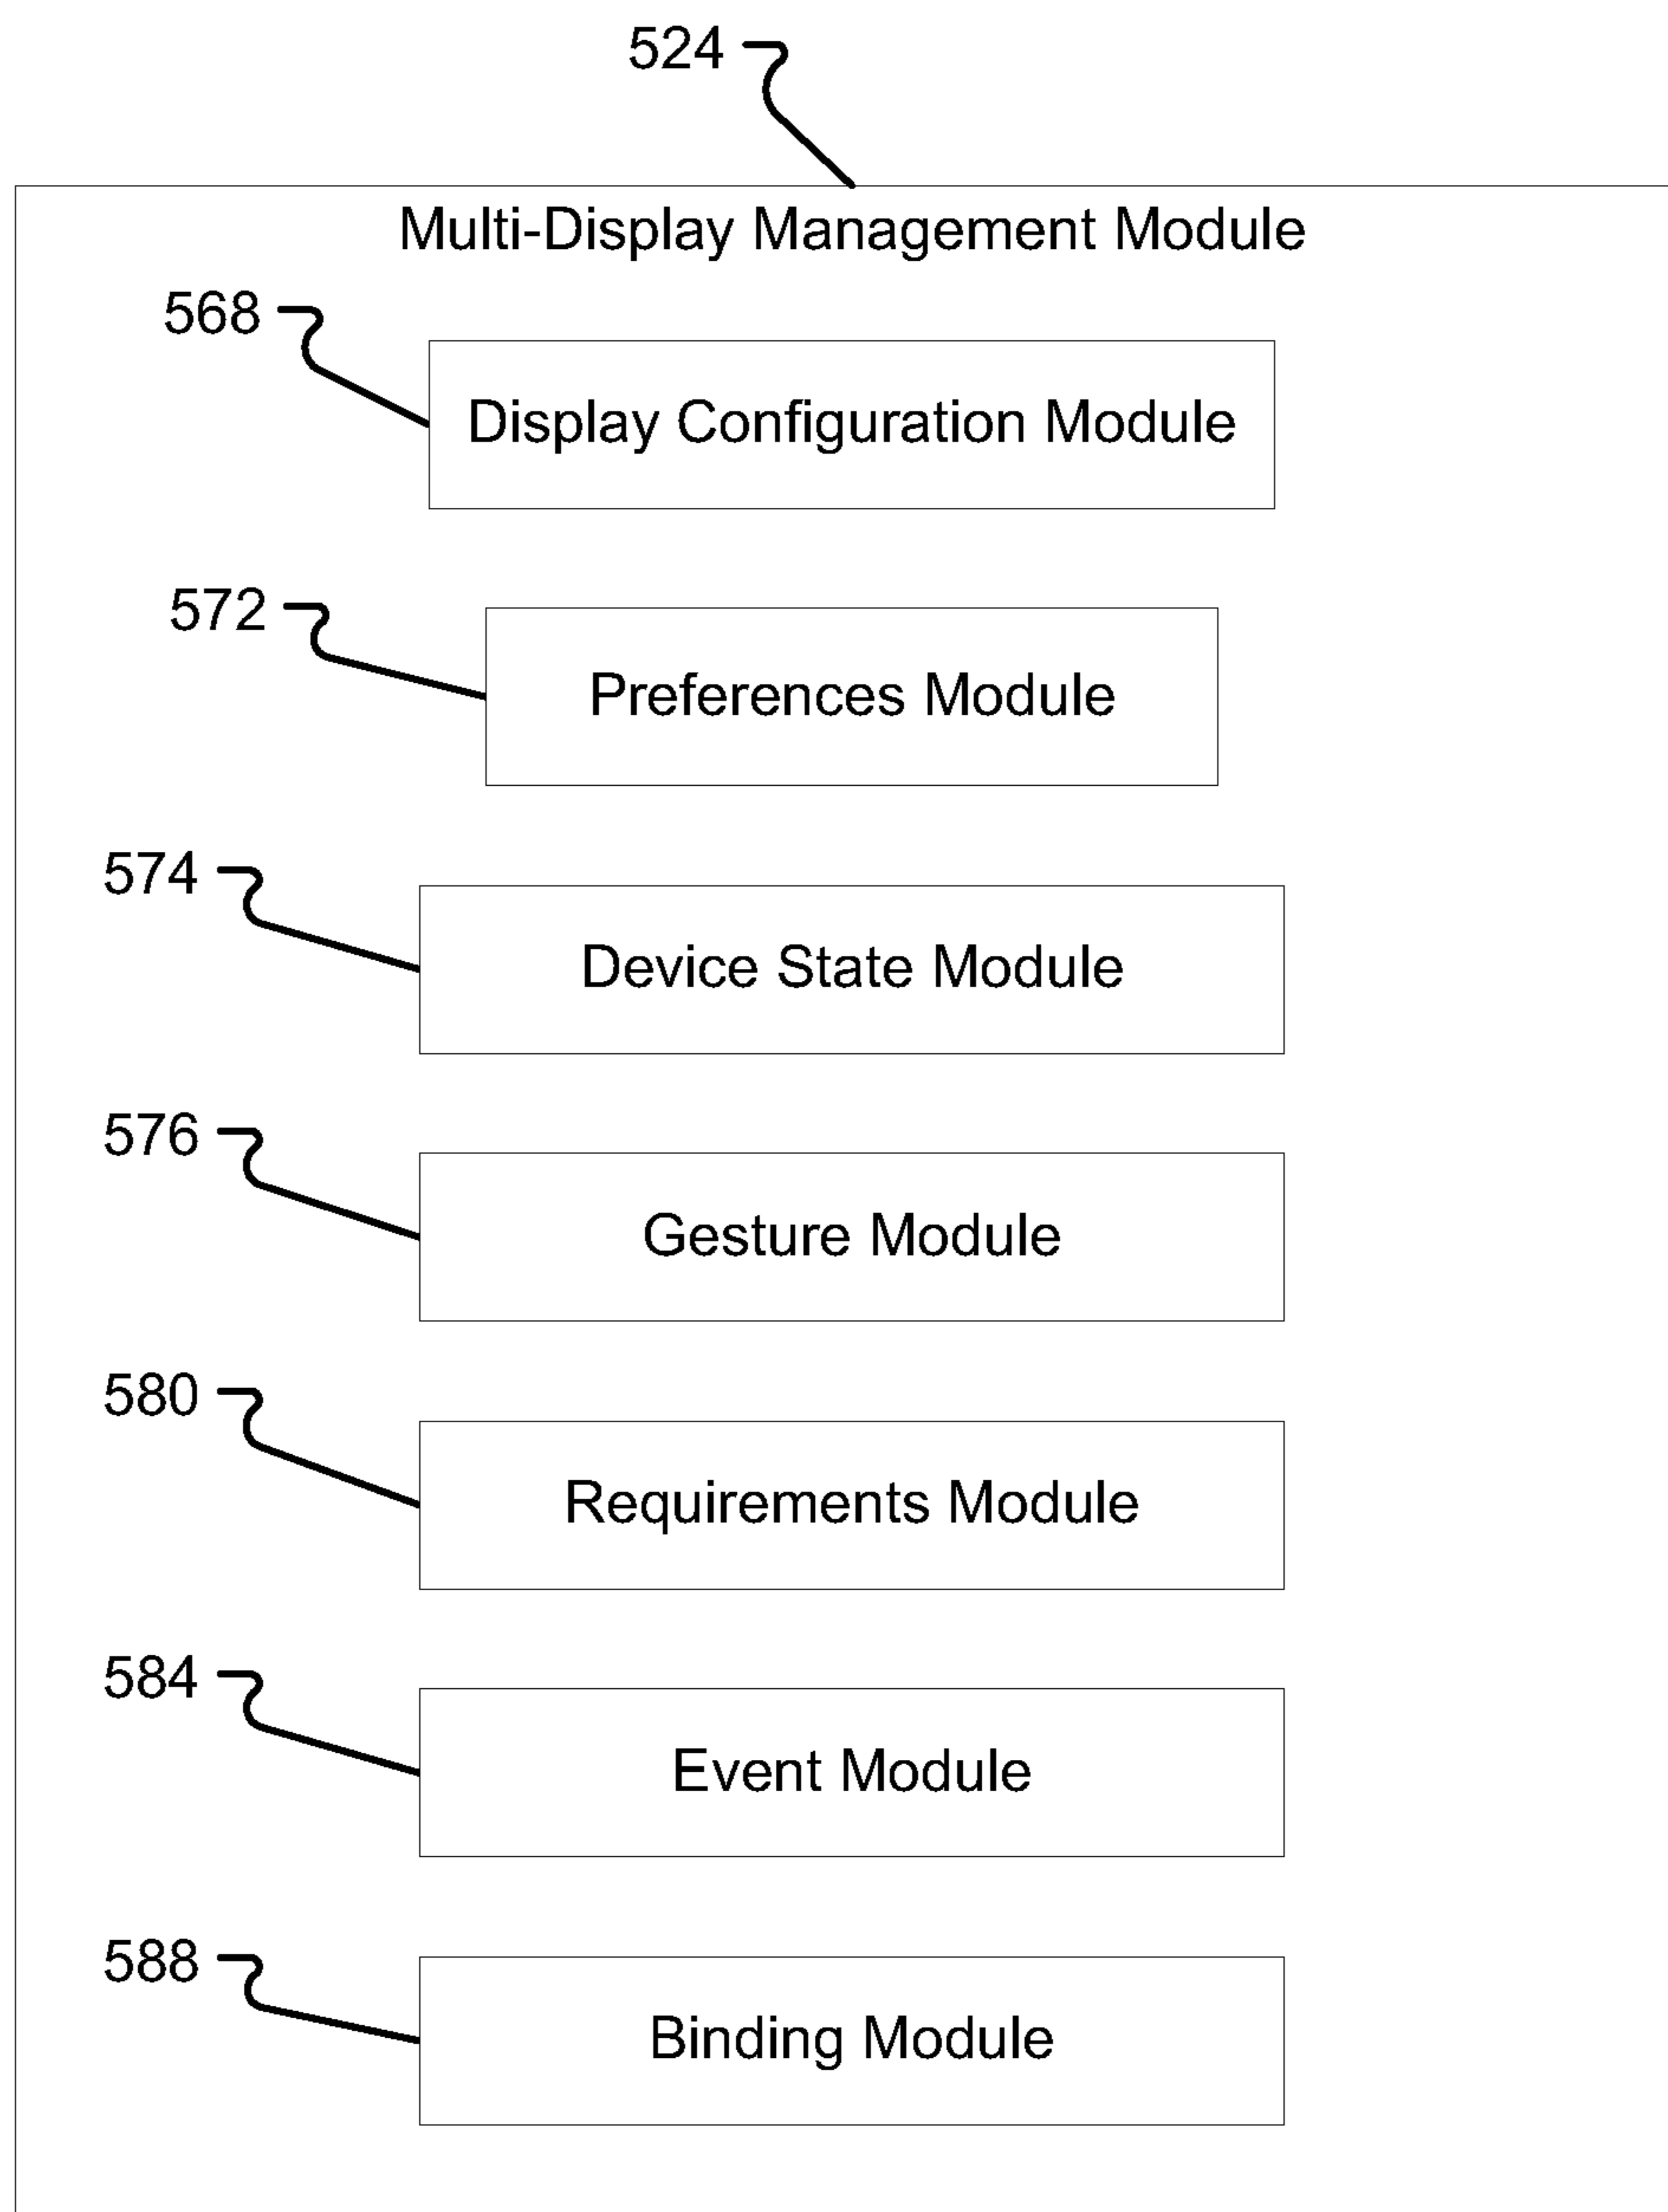 524
Multi-Display Management Module
568
Display Configuration Module
572
Preferences Module
574
Device State Module
576
Gesture Module
580
Requirements Module
584
Event Module
588
Binding Module